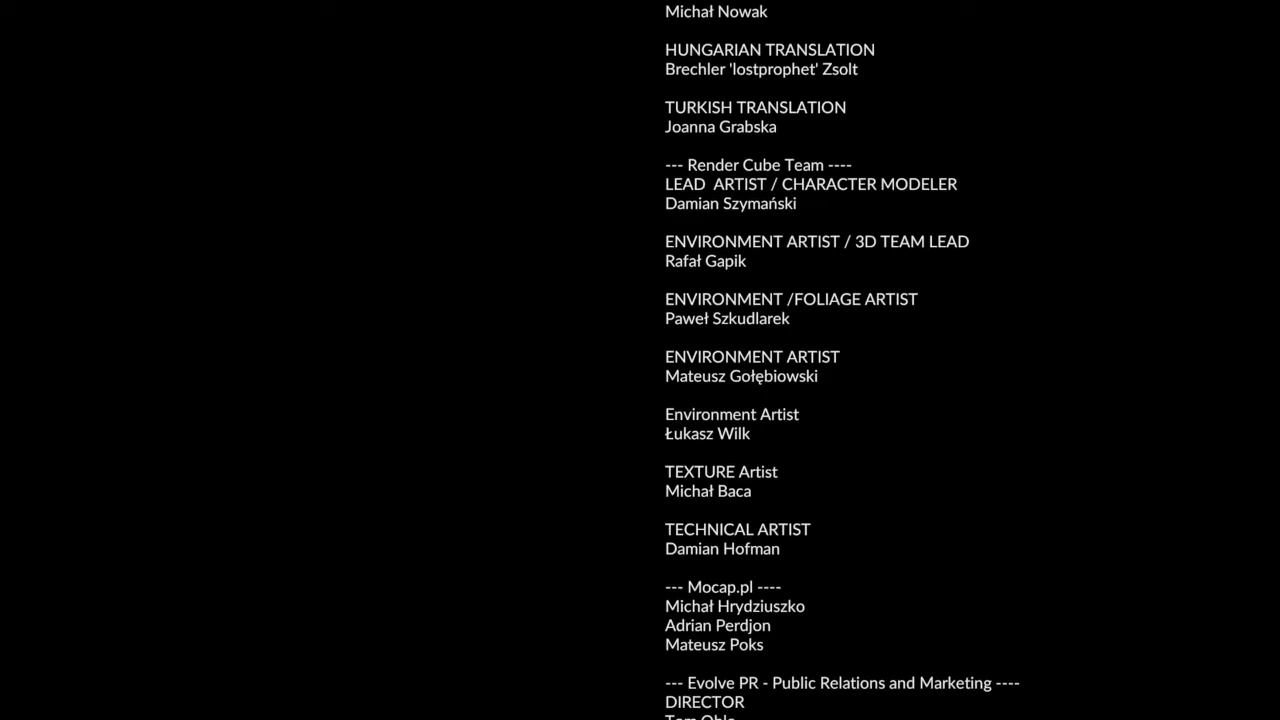 Michał Nowak
HUNGARIAN TRANSLATION
Brechler 'lostprophet' Zsolt
TURKISH TRANSLATION
Joanna Grabska
--- Render Cube Team ----
LEAD  ARTIST / CHARACTER MODELER
Damian Szymański
ENVIRONMENT ARTIST / 3D TEAM LEAD
Rafał Gapik
ENVIRONMENT /FOLIAGE ARTIST
Paweł Szkudlarek
ENVIRONMENT ARTIST
Mateusz Gołębiowski
Environment Artist
Łukasz Wilk
TEXTURE Artist
Michał Baca
TECHNICAL ARTIST
Damian Hofman
--- Mocap.pl ----
Michał Hrydziuszko
Adrian Perdjon
Mateusz Poks
--- Evolve PR - Public Relations and Marketing ----
DIRECTOR